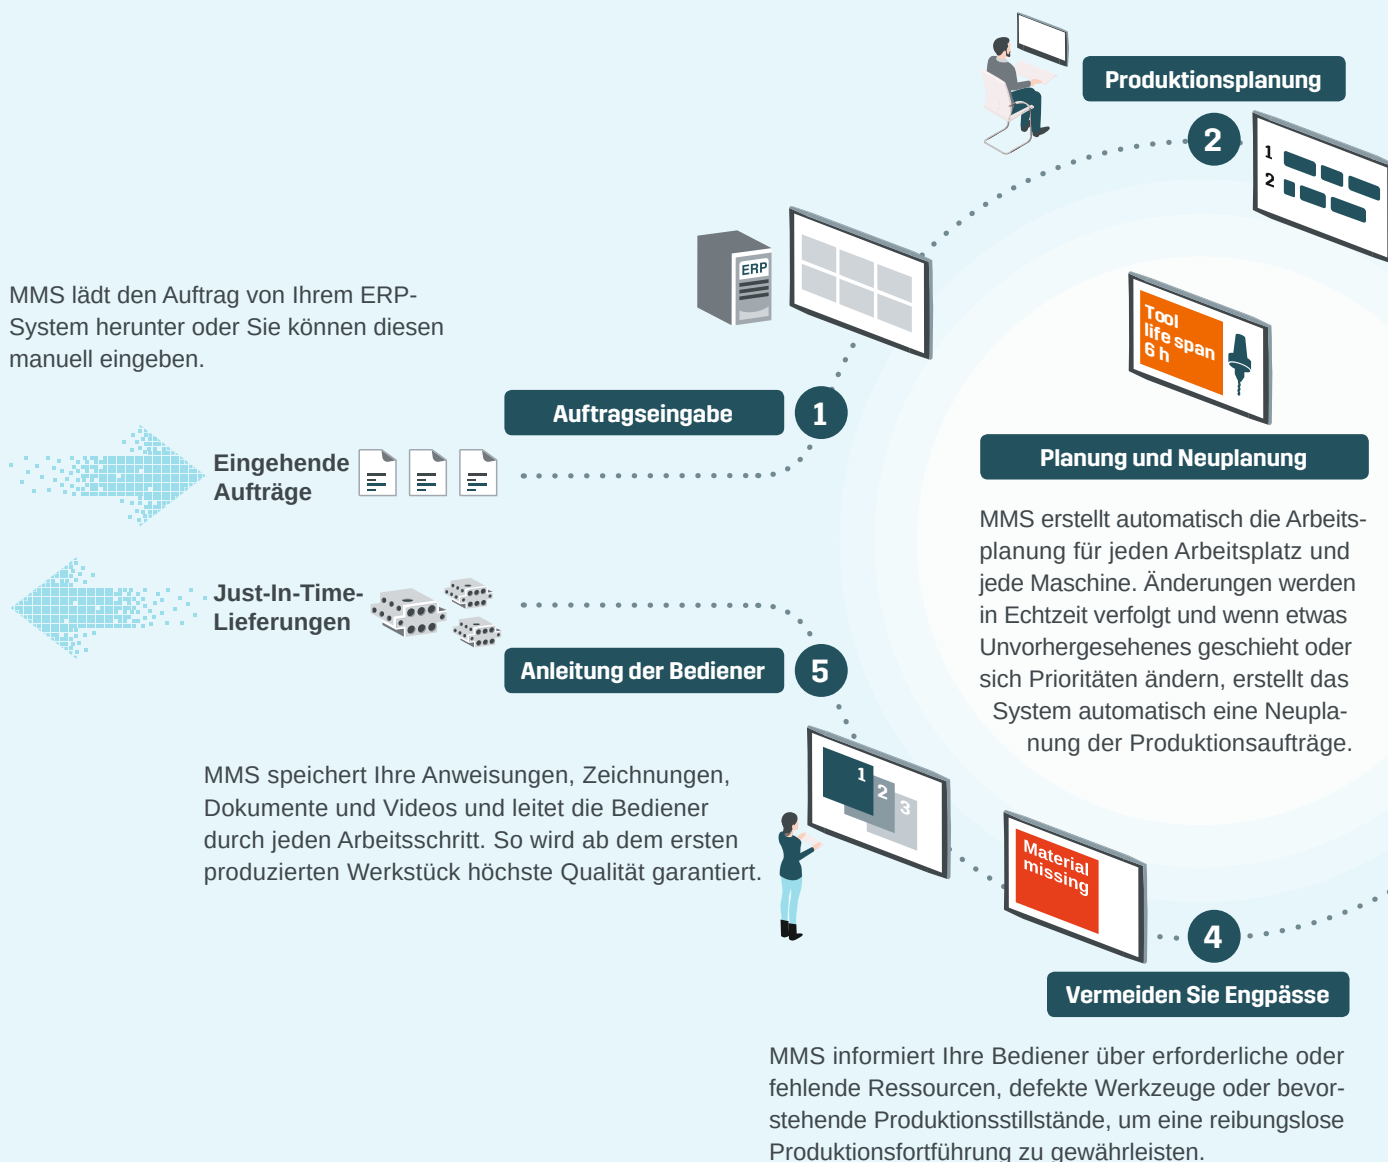 Produktionsplanung
2
1
2
ERP
MMS lädt den Auftrag von Ihrem ERP-
System herunter oder Sie können diesen
manuell eingeben.
Auftragseingabe
1
Eingehende
Aufträge
Tool
life span
6 h
Planung und Neuplanung
MMS erstellt automatisch die Arbeits-
planung für jeden Arbeitsplatz und
jede Maschine. Änderungen werden
in Echtzeit verfolgt und wenn etwas
Unvorhergesehenes geschieht oder
sich Prioritäten ändern, erstellt das
System automatisch eine Neupla-
nung der Produktionsaufträge.
Just-In-Time-
Lieferungen
Anleitung der Bediener
5
MMS speichert Ihre Anweisungen, Zeichnungen,
Dokumente und Videos und leitet die Bediener
durch jeden Arbeitsschritt. So wird ab dem ersten
produzierten Werkstück höchste Qualität garantiert.
1
2
3
Material
missing
4
Vermeiden Sie Engpässe
MMS informiert Ihre Bediener über erforderliche oder
fehlende Ressourcen, defekte Werkzeuge oder bevor-
stehende Produktionsstillstände, um eine reibungslose
Produktionsfortführung zu gewährleisten.